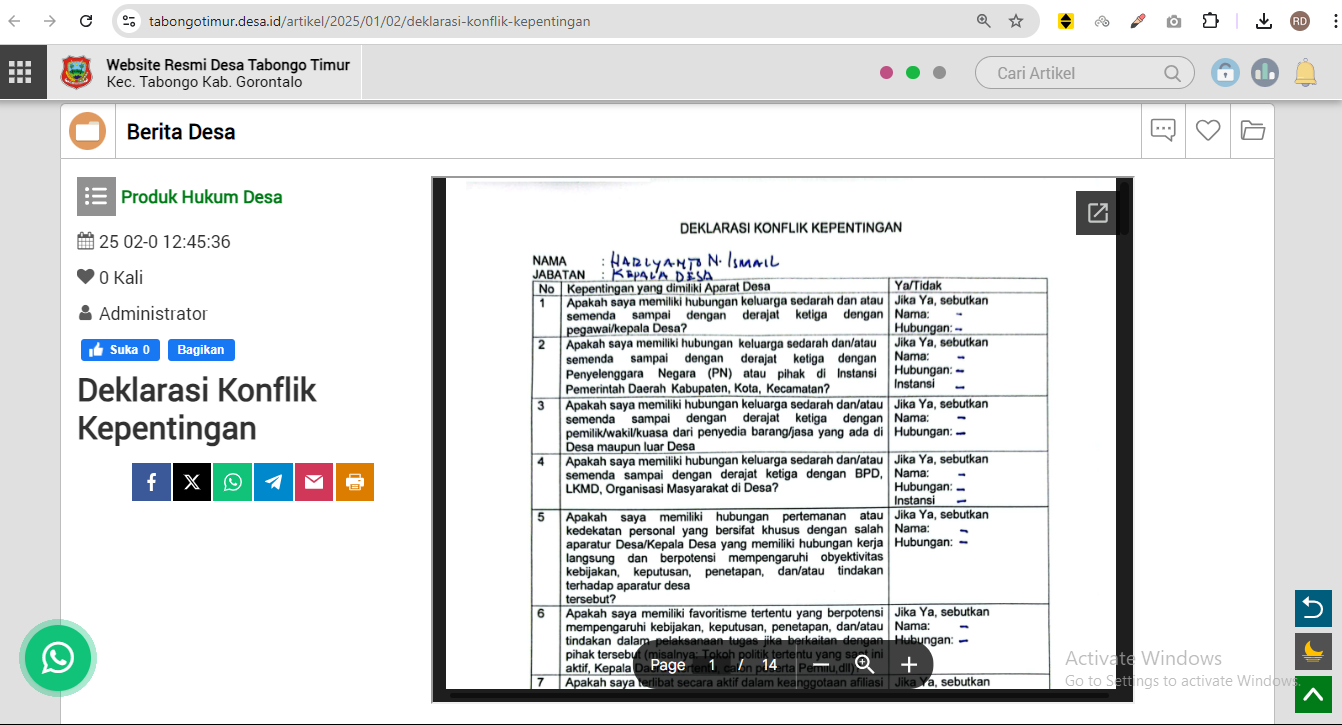 tabongotimur.desa.id/artikel/2025/01/02/deklarasi-konflik-kepentingan
RD
Website Resmi Desa Tabongo Timur
Kec. Tabongo Kab. Gorontalo
Cari Artikel
Berita Desa
Produk Hukum Desa
25 02-0 12:45:36
0 Kali
Administrator
Suka 0
Bagikan
Deklarasi Konflik
Kepentingan
DEKLARASI KONFLIK KEPENTINGAN
NAMA : HARIYANTO N. ISMAIL
JABATAN : KEPALA DESA
No Kepentingan yang dimiliki Aparat Desa Ya/Tidak
1 Apakah saya memiliki hubungan keluarga sedarah dan atau
semenda sampai dengan derajat ketiga dengan
pegawai/kepala Desa?
Jika Ya, sebutkan
Nama: -
Hubungan: -
2 Apakah saya memiliki hubungan keluarga sedarah dan/atau
semenda sampai dengan derajat ketiga dengan
Penyelenggara Negara (PN) atau pihak di Instansi
Pemerintah Daerah Kabupaten, Kota, Kecamatan?
Jika Ya, sebutkan
Nama: -
Hubungan: -
Instansi -
3 Apakah saya memiliki hubungan keluarga sedarah dan/atau
semenda sampai dengan derajat ketiga dengan
pemilik/wakil/kuasa dari penyedia barang/jasa yang ada di
Desa maupun luar Desa
Jika Ya, sebutkan
Nama: -
Hubungan: -
4 Apakah saya memiliki hubungan keluarga sedarah dan/atau
semenda sampai dengan derajat ketiga dengan BPD,
LKMD, Organisasi Masyarakat di Desa?
Jika Ya, sebutkan
Nama: -
Hubungan: -
Instansi -
5 Apakah saya memiliki hubungan pertemanan atau
kedekatan personal yang bersifat khusus dengan salah
aparatur Desa/Kepala Desa yang memiliki hubungan kerja
langsung dan berpotensi mempengaruhi obyektivitas
kebijakan, keputusan, penetapan, dan/atau tindakan
terhadap aparatur desa
tersebut?
Jika Ya, sebutkan
Nama: -
Hubungan: -
6 Apakah saya memiliki favoritisme tertentu yang berpotensi
mempengaruhi kebijakan, keputusan, penetapan, dan/atau
tindakan dalam pelaksanaan tugas jika berkaitan dengan
pihak tersebut (misalnya: Tokoh politik tertentu yang saat ini
aktif, Kepala Daerah tertentu, calon peserta Pemilu,dll)
Jika Ya, sebutkan
Nama: -
Hubungan: -
7 Apakah saya terlibat secara aktif dalam keanggotaan afiliasi
Jika Ya, sebutkan
Page 1 / 14
Activate Windows
Go to Settings to activate Windows.